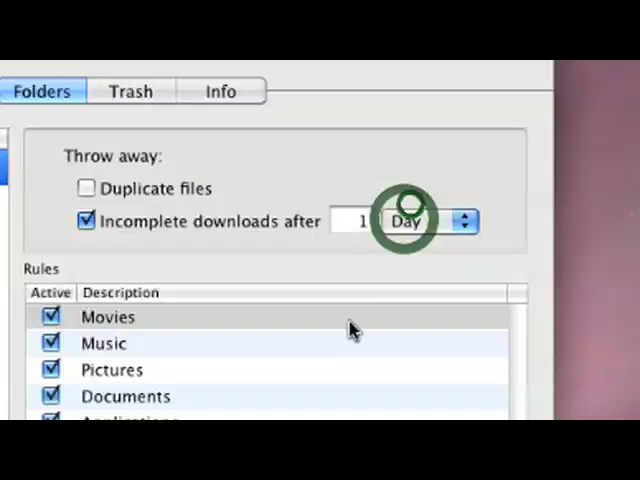 Folders Trash Info
Throw away:
Duplicate files
Incomplete downloads after 1 Day
Rules
Active Description
Movies
Music
Pictures
Documents
Applications